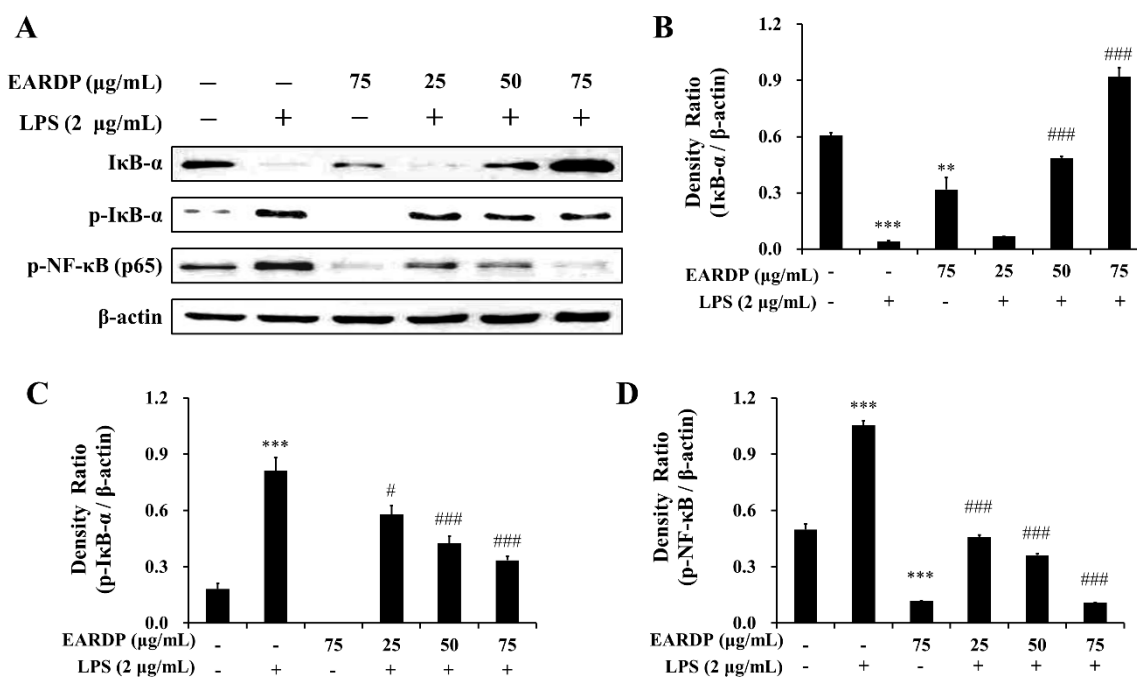 A
EARDP (μg/mL) – – 75 25 50 75
LPS (2 μg/mL) – + – + + +
IκB-α
p-IκB-α
p-NF-κB (p65)
β-actin
B
Density Ratio
(IκB-α / β-actin)
1.2
0.9
0.6
0.3
0.0
*** ** ### ###
EARDP (μg/mL) - - 75 25 50 75
LPS (2 μg/mL) - + - + + +
C
Density Ratio
(p-IκB-α / β-actin)
1.2
0.9
0.6
0.3
0.0
*** # ### ###
EARDP (μg/mL) - - 75 25 50 75
LPS (2 μg/mL) - + - + + +
D
Density Ratio
(p-NF-κB / β-actin)
1.2
0.9
0.6
0.3
0.0
*** *** ### ### ###
EARDP (μg/mL) - - 75 25 50 75
LPS (2 μg/mL) - + - + + +